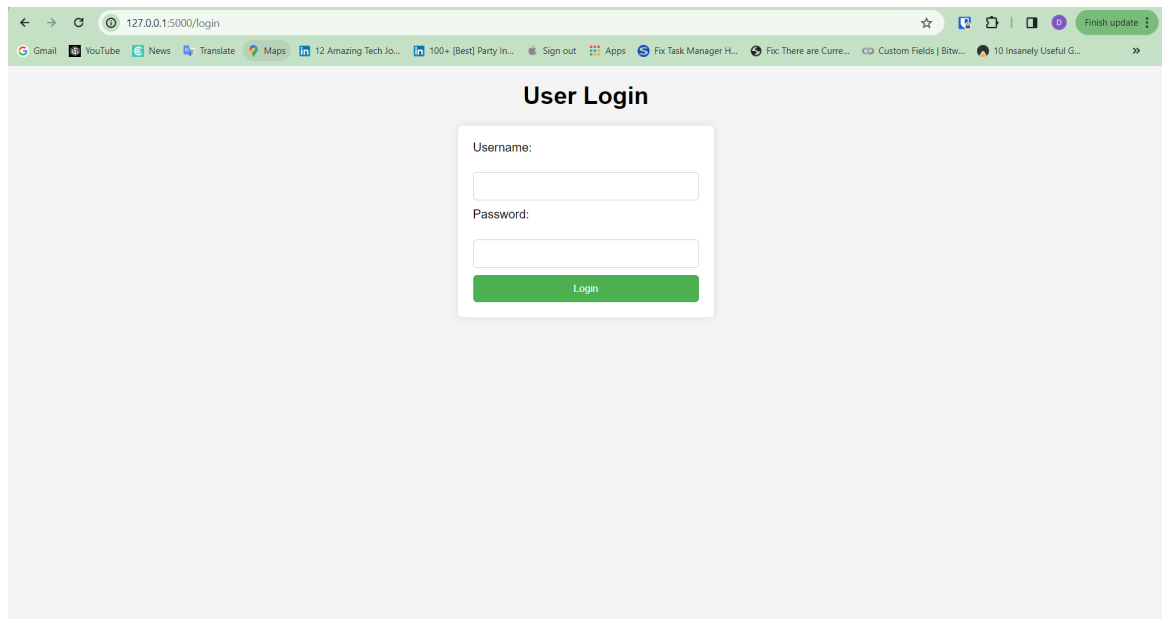 127.0.0.1:5000/login
Finish update
Gmail YouTube News Translate Maps 12 Amazing Tech Jo... 100+ [Best] Party In... Sign out Apps Fix Task Manager H... Fix: There are Curre... Custom Fields | Bitw... 10 Insanely Useful G... »
User Login
Username:
Password:
Login